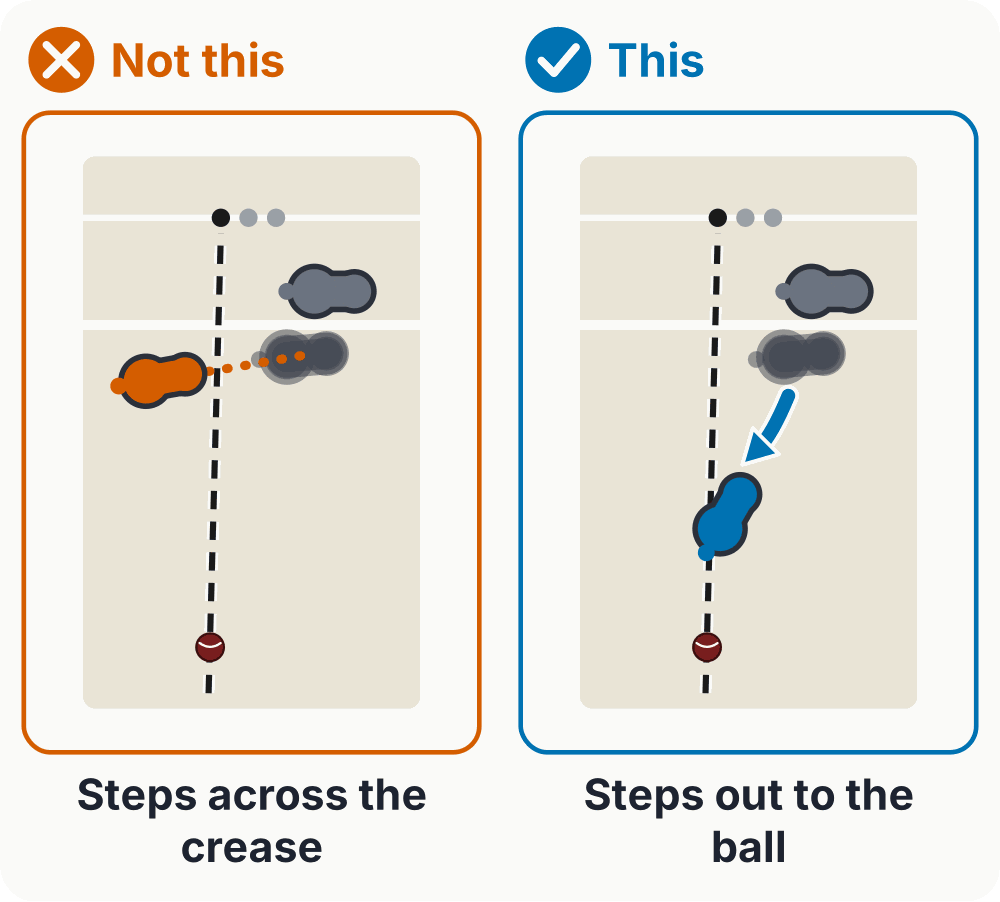 Not this
This
Steps across the
crease
Steps out to the
ball